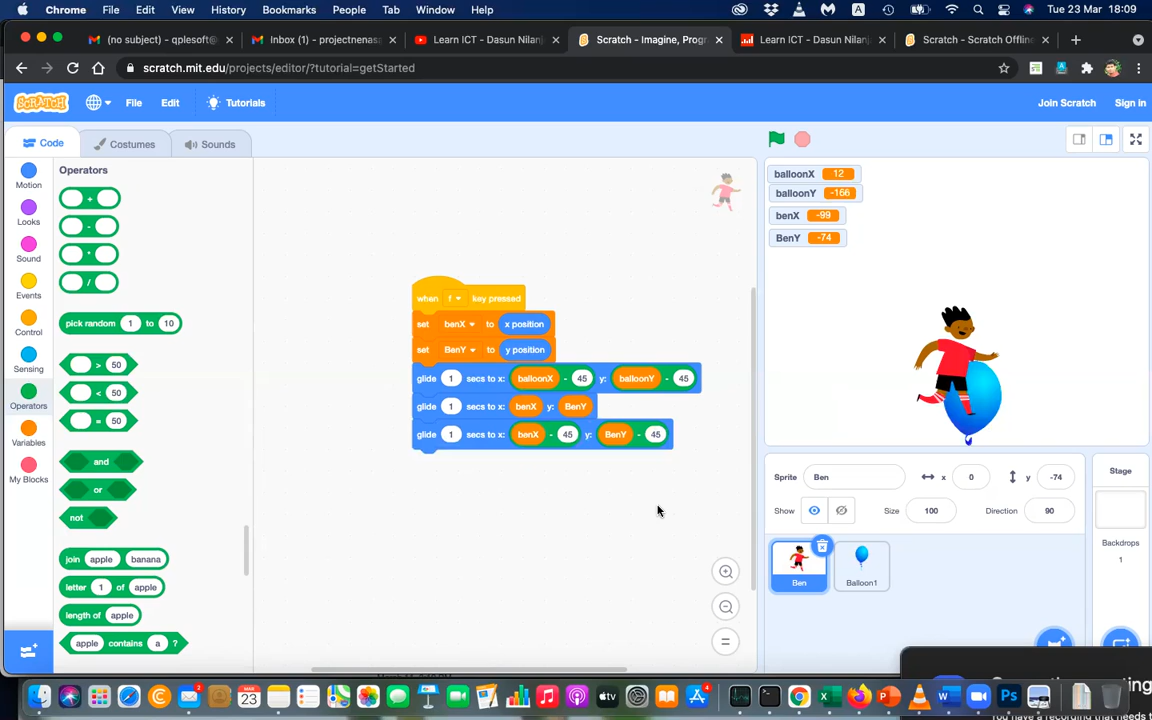 Chrome File Edit View History Bookmarks People Tab Window Help A Tue 23 Mar 18:09
(no subject) - qplesoft@ Inbox (1) - projectnenas Learn ICT - Dasun Nilan Scratch - Imagine, Prog Learn ICT - Dasun Nilanj Scratch - Scratch Offline
scratch.mit.edu/projects/editor/?tutorial=getStarted
SCRATCH File Edit Tutorials Join Scratch Sign in
Code Costumes Sounds
Operators
Motion
Looks
Sound
Events
Control
Sensing
Operators
Variables
My Blocks
+
-
*
/
pick random 1 to 10
> 50
< 50
= 50
and
or
not
join apple banana
letter 1 of apple
length of apple
apple contains a ?
when f key pressed
set benX to x position
set BenY to y position
glide 1 secs to x: balloonX - 45 y: balloonY - 45
glide 1 secs to x: benX y: BenY
glide 1 secs to x: benX - 45 y: BenY - 45
balloonX 12
balloonY -166
benX -99
BenY -74
Sprite Ben x 0 y -74
Show Size 100 Direction 90
Ben
Balloon1
Stage
Backdrops
1
MAR
23